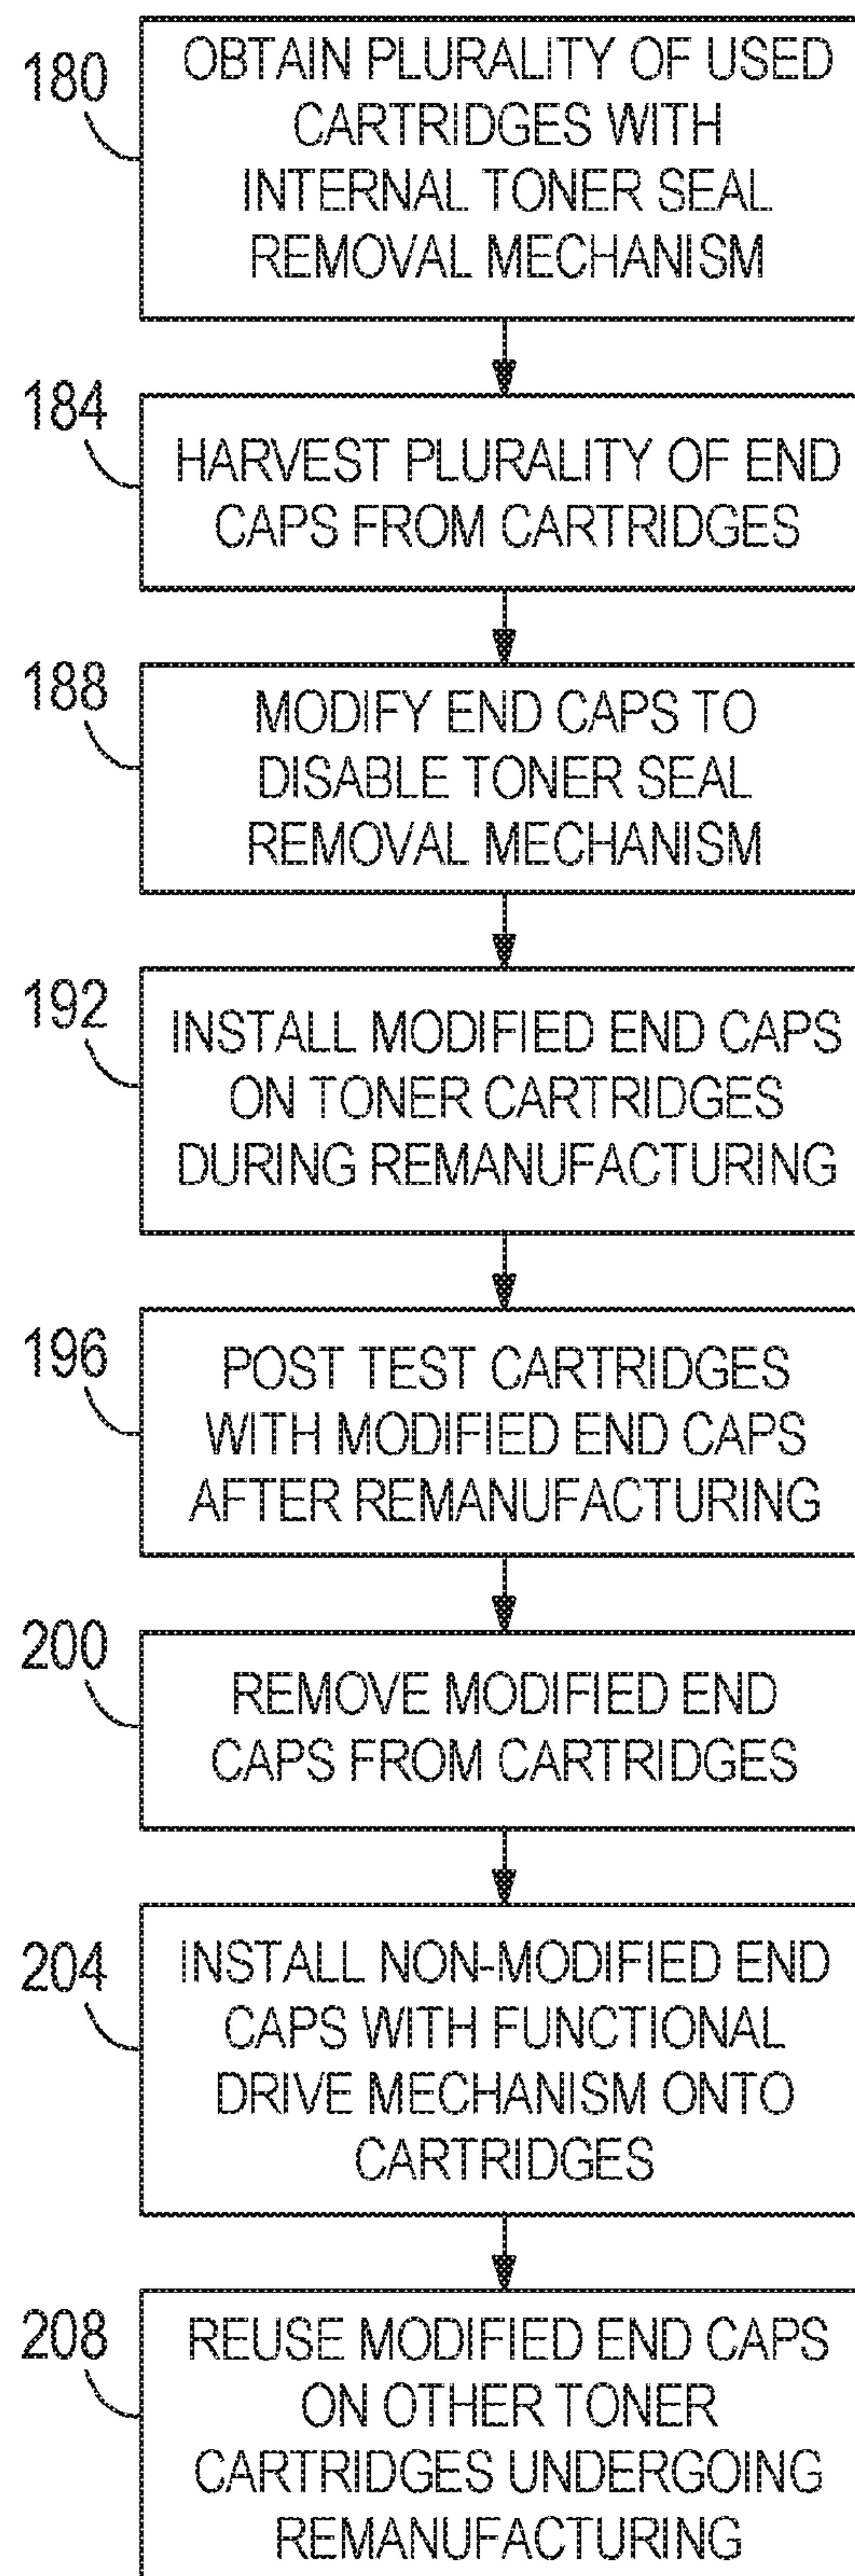 180
OBTAIN PLURALITY OF USED
CARTRIDGES WITH
INTERNAL TONER SEAL
REMOVAL MECHANISM
184
HARVEST PLURALITY OF END
CAPS FROM CARTRIDGES
188
MODIFY END CAPS TO
DISABLE TONER SEAL
REMOVAL MECHANISM
192
INSTALL MODIFIED END CAPS
ON TONER CARTRIDGES
DURING REMANUFACTURING
196
POST TEST CARTRIDGES
WITH MODIFIED END CAPS
AFTER REMANUFACTURING
200
REMOVE MODIFIED END
CAPS FROM CARTRIDGES
204
INSTALL NON-MODIFIED END
CAPS WITH FUNCTIONAL
DRIVE MECHANISM ONTO
CARTRIDGES
208
REUSE MODIFIED END CAPS
ON OTHER TONER
CARTRIDGES UNDERGOING
REMANUFACTURING